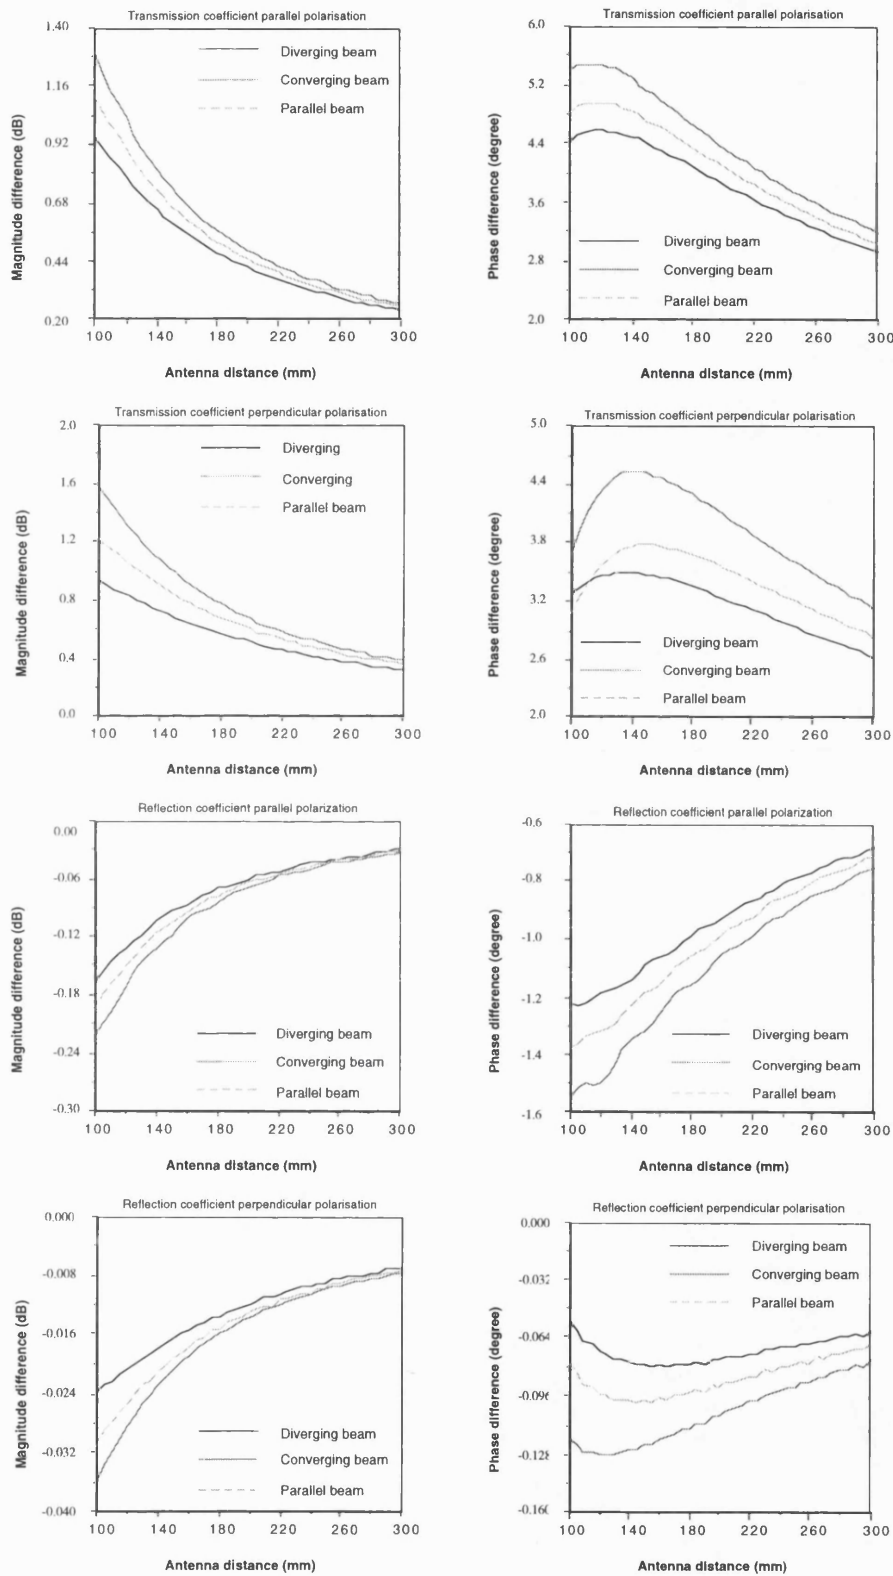 Transmission coefficient parallel polarisation
1.40
1.16
0.92
0.68
0.44
0.20
Magnitude difference (dB)
Diverging beam
Converging beam
Parallel beam
100 140 180 220 260 300
Antenna distance (mm)
Transmission coefficient parallel polarisation
6.0
5.2
4.4
3.6
2.8
2.0
Phase difference (degree)
Diverging beam
Converging beam
Parallel beam
100 140 180 220 260 300
Antenna distance (mm)
Transmission coefficient perpendicular polarisation
2.0
1.6
1.2
0.8
0.4
0.0
Magnitude difference (dB)
Diverging
Converging
Parallel beam
100 140 180 220 260 300
Antenna distance (mm)
Transmission coefficient perpendicular polarisation
5.0
4.4
3.8
3.2
2.6
2.0
Phase difference (degree)
Diverging beam
Converging beam
Parallel beam
100 140 180 220 260 300
Antenna distance (mm)
Reflection coefficient parallel polarization
0.00
-0.06
-0.12
-0.18
-0.24
-0.30
Magnitude difference (dB)
Diverging beam
Converging beam
Parallel beam
100 140 180 220 260 300
Antenna distance (mm)
Reflection coefficient parallel polarization
-0.6
-0.8
-1.0
-1.2
-1.4
-1.6
Phase difference (degree)
Diverging beam
Converging beam
Parallel beam
100 140 180 220 260 300
Antenna distance (mm)
Reflection coefficient perpendicular polarisation
0.000
-0.008
-0.016
-0.024
-0.032
-0.040
Magnitude difference (dB)
Diverging beam
Converging beam
Parallel beam
100 140 180 220 260 300
Antenna distance (mm)
Reflection coefficient perpendicular polarisation
0.000
-0.032
-0.064
-0.096
-0.128
-0.160
Phase difference (degree)
Diverging beam
Converging beam
Parallel beam
100 140 180 220 260 300
Antenna distance (mm)